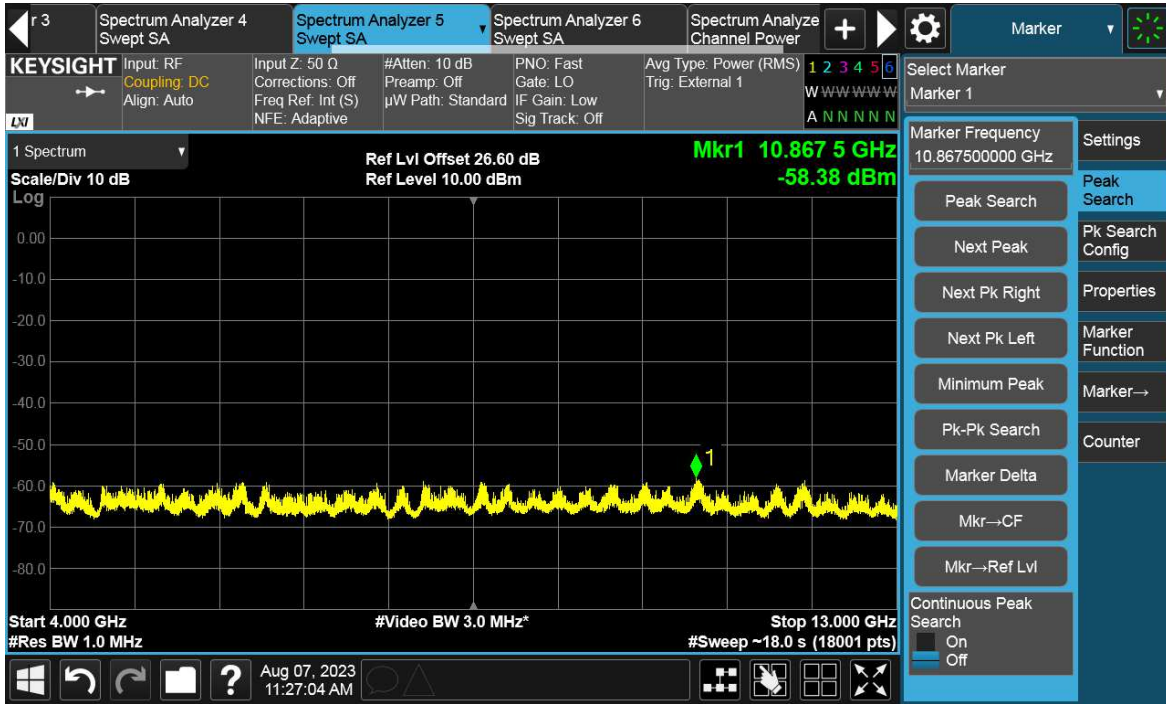 r 3
Spectrum Analyzer 4
Swept SA
Spectrum Analyzer 5
Swept SA
Spectrum Analyzer 6
Swept SA
Spectrum Analyze
Channel Power
+
Marker
KEYSIGHT
LXI
Input: RF
Coupling: DC
Align: Auto
Input Z: 50 Ω
Corrections: Off
Freq Ref: Int (S)
NFE: Adaptive
#Atten: 10 dB
Preamp: Off
µW Path: Standard
PNO: Fast
Gate: LO
IF Gain: Low
Sig Track: Off
Avg Type: Power (RMS)
Trig: External 1
1 2 3 4 5 6
W W W W W W
A N N N N N
Select Marker
Marker 1
1 Spectrum
Scale/Div 10 dB
Log
Ref Lvl Offset 26.60 dB
Ref Level 10.00 dBm
Mkr1 10.867 5 GHz
-58.38 dBm
0.00
-10.0
-20.0
-30.0
-40.0
-50.0
-60.0
-70.0
-80.0
1
Start 4.000 GHz
#Res BW 1.0 MHz
#Video BW 3.0 MHz*
Stop 13.000 GHz
#Sweep ~18.0 s (18001 pts)
Marker Frequency
10.867500000 GHz
Peak Search
Next Peak
Next Pk Right
Next Pk Left
Minimum Peak
Pk-Pk Search
Marker Delta
Mkr→CF
Mkr→Ref Lvl
Continuous Peak
Search
On
Off
Settings
Peak
Search
Pk Search
Config
Properties
Marker
Function
Marker→
Counter
?
Aug 07, 2023
11:27:04 AM